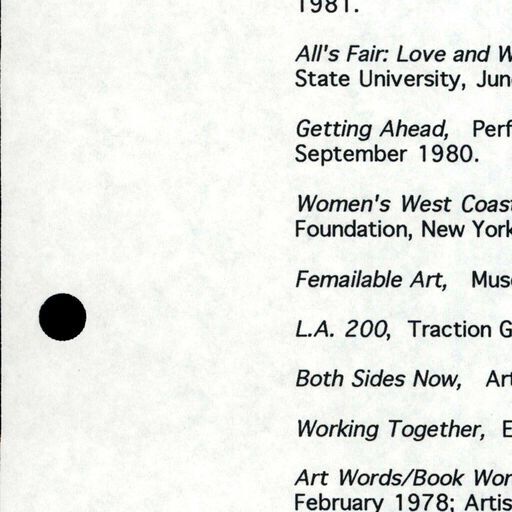 1981.
All's Fair: Love and W
State University, Jun
Getting Ahead, Perf
September 1980.
Women's West Coast
Foundation, New York
Femailable Art, Mus
L.A. 200, Traction G
Both Sides Now, Art
Working Together, E
Art Words/Book Wor
February 1978; Artis